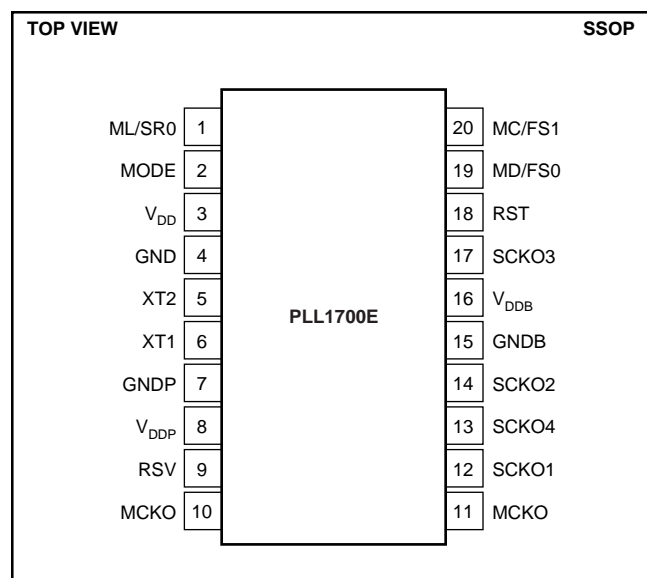 TOP VIEW SSOP
ML/SR0 1 20 MC/FS1
MODE 2 19 MD/FS0
VDD 3 18 RST
GND 4 17 SCKO3
XT2 5 16 VDDB
PLL1700E
XT1 6 15 GNDB
GNDP 7 14 SCKO2
VDDP 8 13 SCKO4
RSV 9 12 SCKO1
MCKO 10 11 MCKO